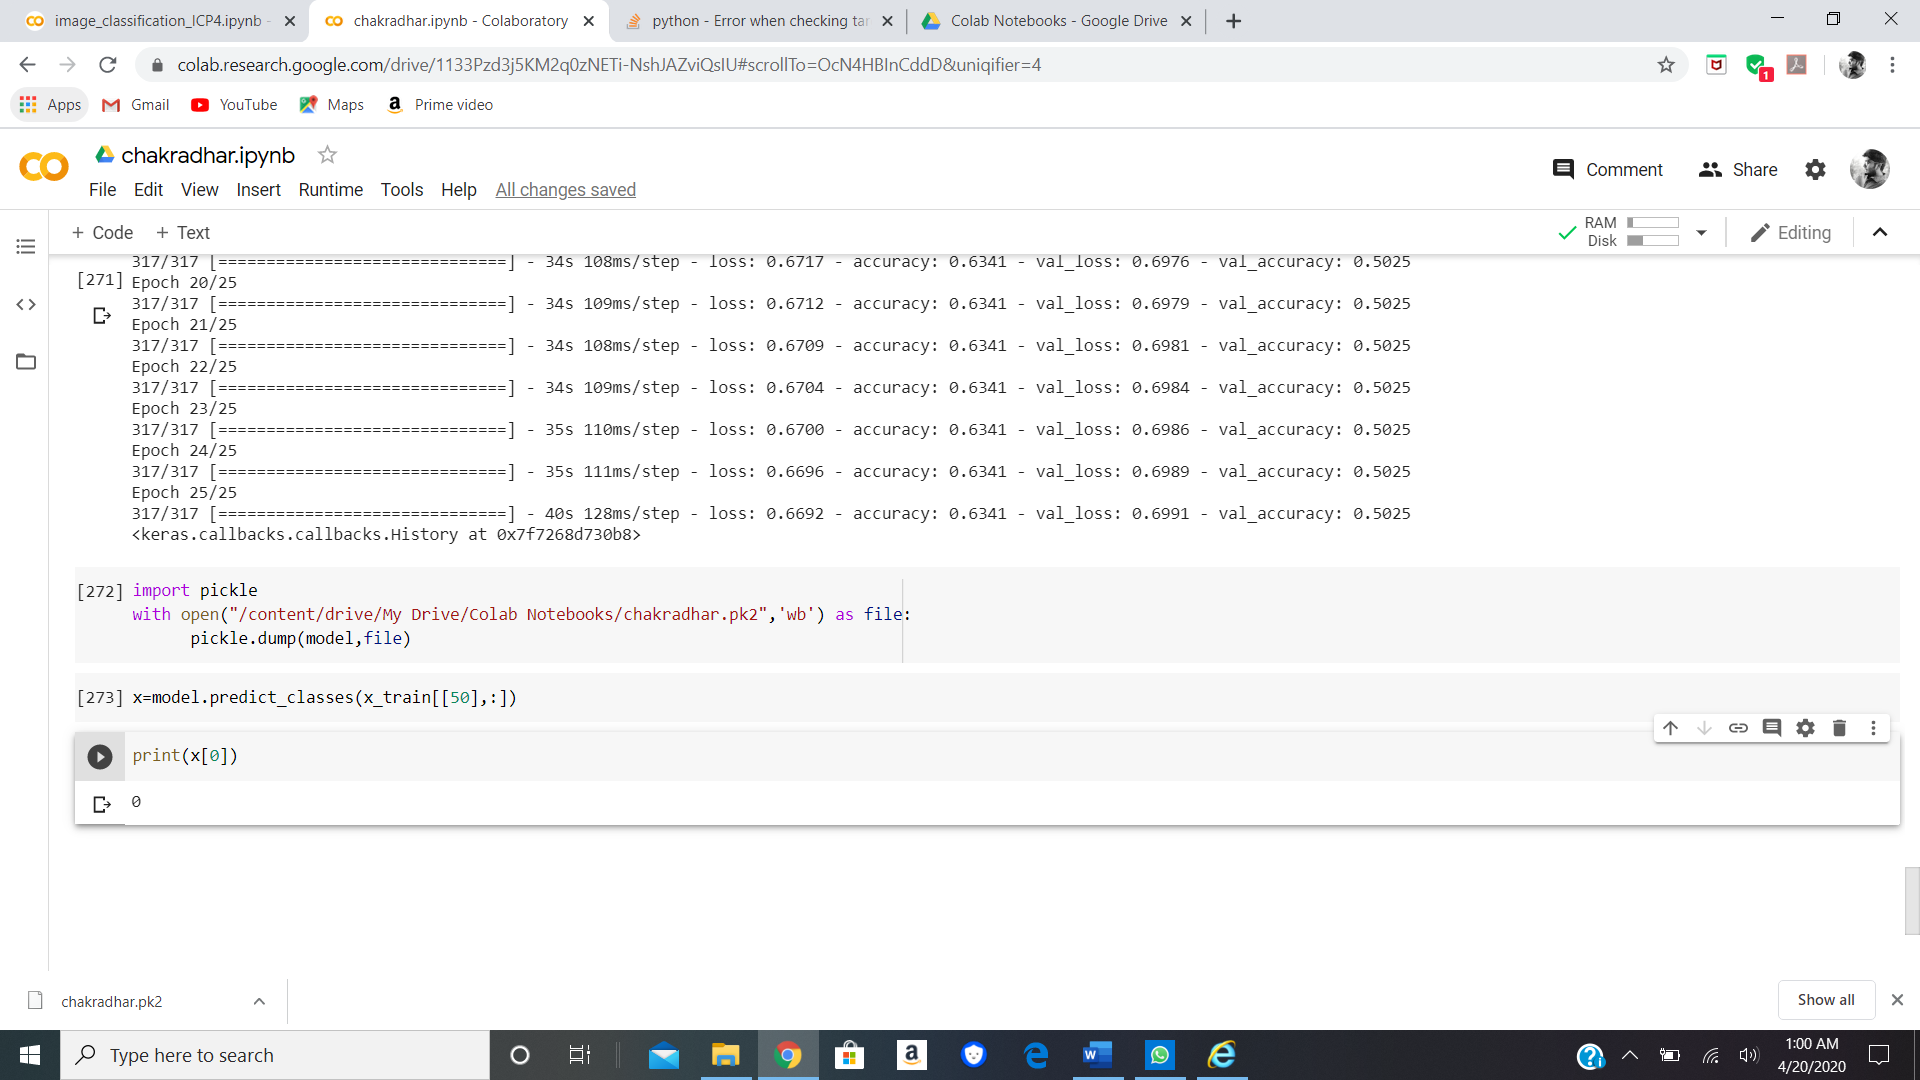 image_classification_ICP4.ipynb -
chakradhar.ipynb - Colaboratory
python - Error when checking tar
Colab Notebooks - Google Drive
colab.research.google.com/drive/1133Pzd3j5KM2q0zNETi-NshJAZviQsIU#scrollTo=OcN4HBInCddD&uniqifier=4
1
Apps
Gmail
YouTube
Maps
Prime video
chakradhar.ipynb
Comment
Share
File Edit View Insert Runtime Tools Help All changes saved
+ Code + Text
RAM
Disk
Editing
317/317 [==============================] - 34s 108ms/step - loss: 0.6717 - accuracy: 0.6341 - val_loss: 0.6976 - val_accuracy: 0.5025
[271] Epoch 20/25
317/317 [==============================] - 34s 109ms/step - loss: 0.6712 - accuracy: 0.6341 - val_loss: 0.6979 - val_accuracy: 0.5025
Epoch 21/25
317/317 [==============================] - 34s 108ms/step - loss: 0.6709 - accuracy: 0.6341 - val_loss: 0.6981 - val_accuracy: 0.5025
Epoch 22/25
317/317 [==============================] - 34s 109ms/step - loss: 0.6704 - accuracy: 0.6341 - val_loss: 0.6984 - val_accuracy: 0.5025
Epoch 23/25
317/317 [==============================] - 35s 110ms/step - loss: 0.6700 - accuracy: 0.6341 - val_loss: 0.6986 - val_accuracy: 0.5025
Epoch 24/25
317/317 [==============================] - 35s 111ms/step - loss: 0.6696 - accuracy: 0.6341 - val_loss: 0.6989 - val_accuracy: 0.5025
Epoch 25/25
317/317 [==============================] - 40s 128ms/step - loss: 0.6692 - accuracy: 0.6341 - val_loss: 0.6991 - val_accuracy: 0.5025
<keras.callbacks.callbacks.History at 0x7f7268d730b8>
[272] import pickle
with open("/content/drive/My Drive/Colab Notebooks/chakradhar.pk2",'wb') as file:
pickle.dump(model,file)
[273] x=model.predict_classes(x_train[[50],:])
print(x[0])
0
chakradhar.pk2
Show all
Type here to search
1:00 AM
4/20/2020